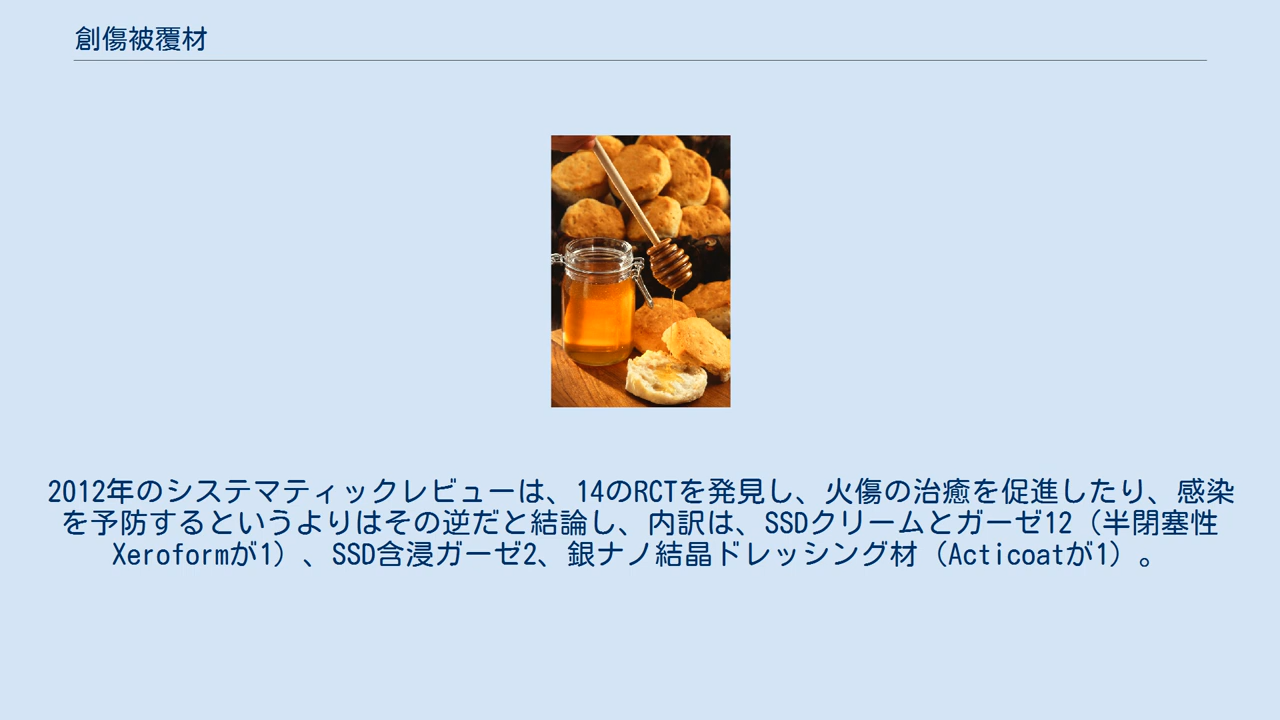 創傷被覆材
2012年のシステマティックレビューは、14のRCTを発見し、火傷の治癒を促進したり、感染
を予防するというよりはその逆だと結論し、内訳は、SSDクリームとガーゼ12（半閉塞性
Xeroformが1）、SSD含浸ガーゼ2、銀ナノ結晶ドレッシング材（Acticoatが1）。